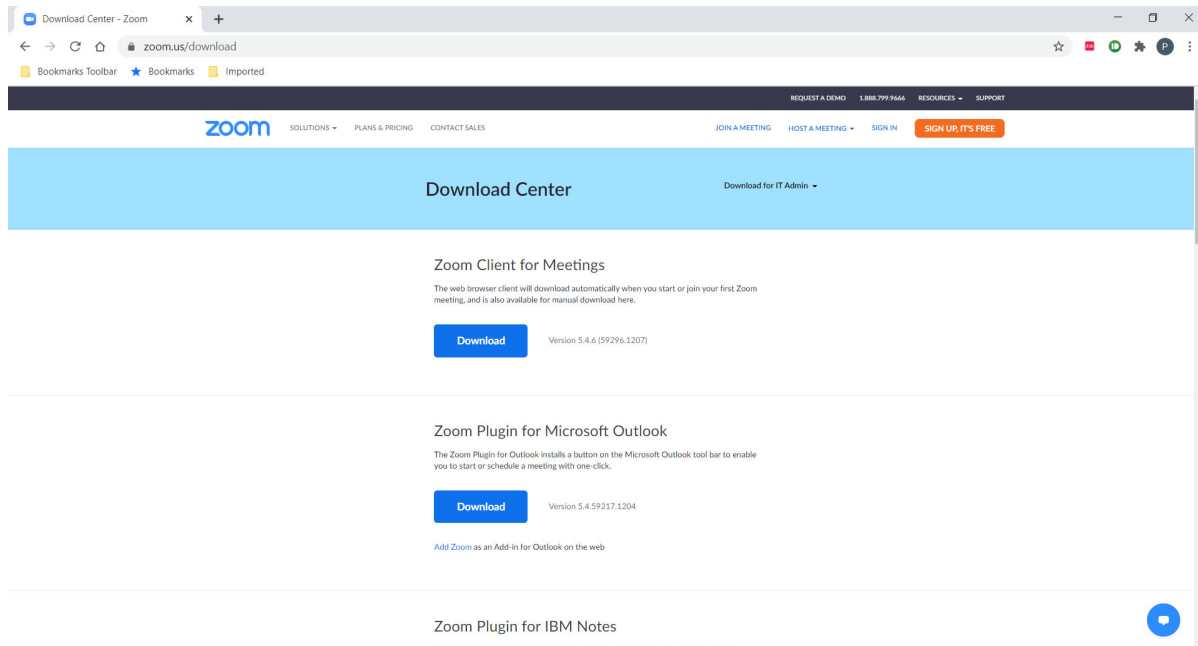 Download Center - Zoom
zoom.us/download
Bookmarks Toolbar Bookmarks Imported
REQUEST A DEMO 1.888.799.9666 RESOURCES SUPPORT
zoom SOLUTIONS PLANS & PRICING CONTACT SALES JOIN A MEETING HOST A MEETING SIGN IN SIGN UP, IT'S FREE
Download Center Download for IT Admin
Zoom Client for Meetings
The web browser client will download automatically when you start or join your first Zoom
meeting, and is also available for manual download here.
Download Version 5.4.6 (59296.1207)
Zoom Plugin for Microsoft Outlook
The Zoom Plugin for Outlook installs a button on the Microsoft Outlook tool bar to enable
you to start or schedule a meeting with one-click.
Download Version 5.4.59217.1204
Add Zoom as an Add-in for Outlook on the web
Zoom Plugin for IBM Notes